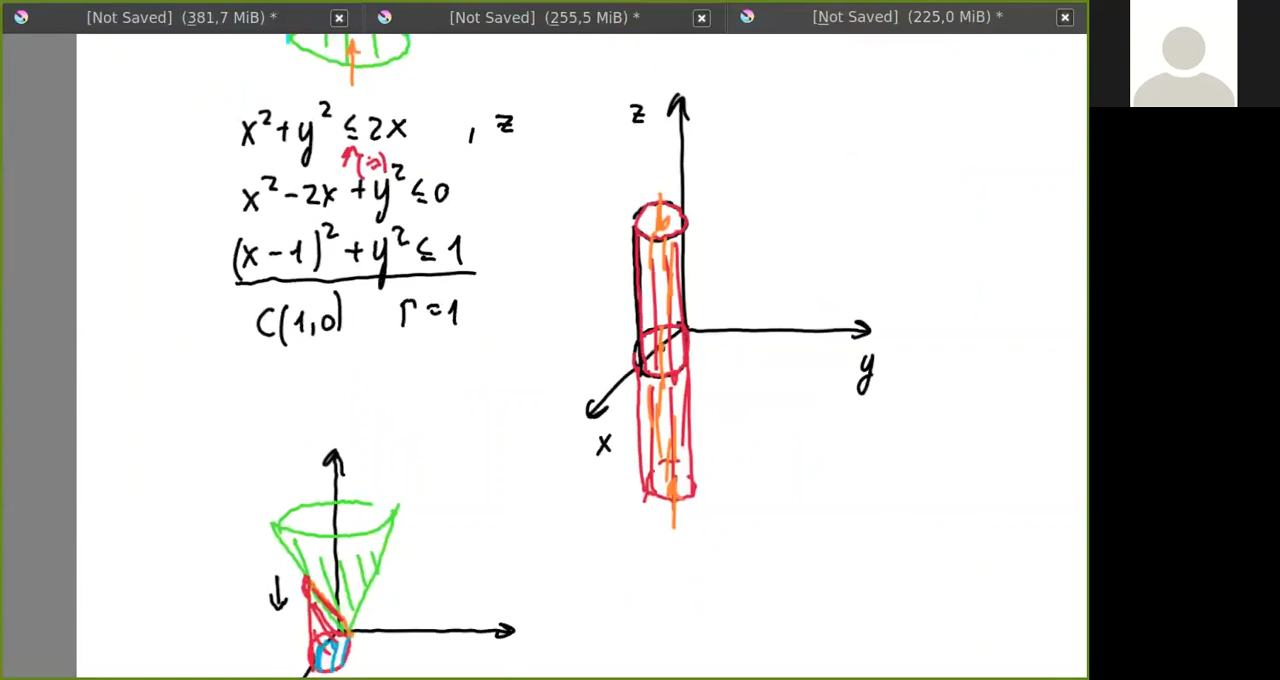 [Not Saved] (381,7 MiB) *
[Not Saved] (255,5 MiB) *
[Not Saved] (225,0 MiB) *
x² + y² ≤ 2x , z
x² - 2x + y² ≤ 0
(x - 1)² + y² ≤ 1
C(1,0) r = 1
z
y
x